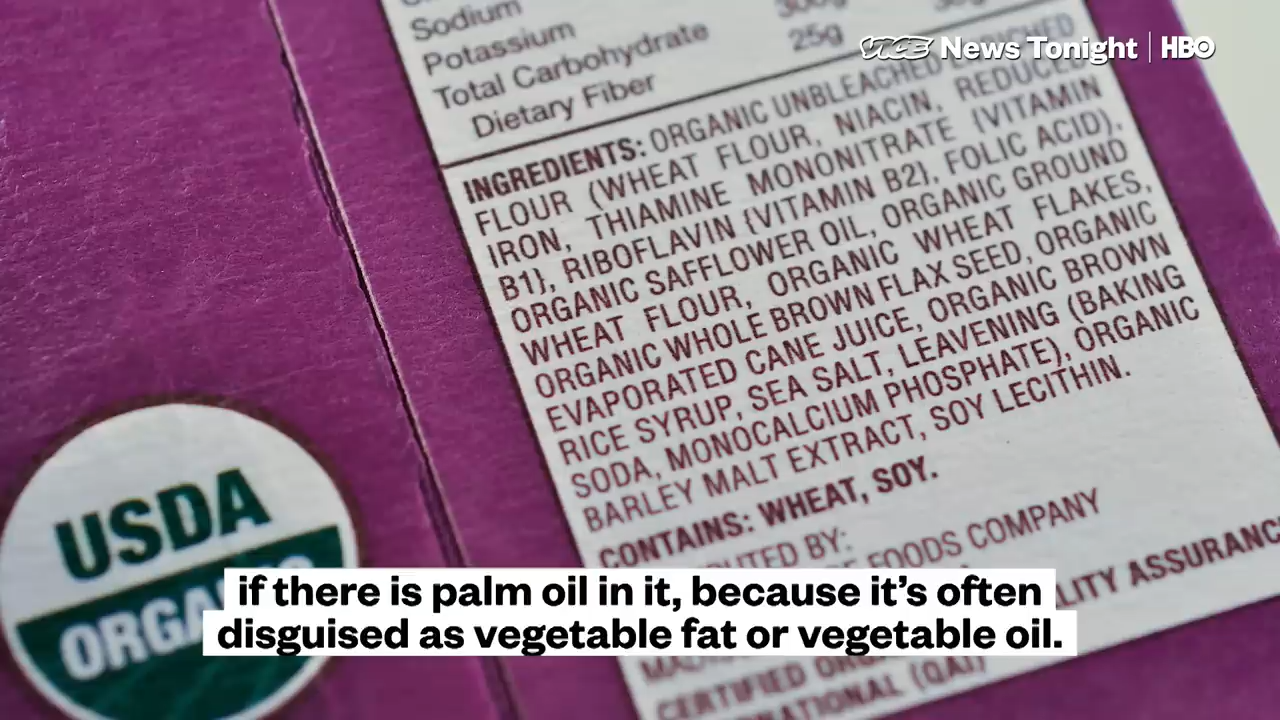 Sodium
Potassium
Total Carbohydrate
25g
Dietary Fiber
VICE News Tonight | HBO
INGREDIENTS: ORGANIC UNBLEACHED
FLOUR (WHEAT FLOUR, NIACIN, REDUCED
IRON, THIAMINE MONONITRATE {VITAMIN
B1}, RIBOFLAVIN {VITAMIN B2}, FOLIC ACID),
ORGANIC SAFFLOWER OIL, ORGANIC GROUND
WHEAT FLOUR, ORGANIC WHEAT FLAKES,
ORGANIC WHOLE BROWN FLAX SEED, ORGANIC
EVAPORATED CANE JUICE, ORGANIC BROWN
RICE SYRUP, SEA SALT, LEAVENING (BAKING
SODA, MONOCALCIUM PHOSPHATE), ORGANIC
BARLEY MALT EXTRACT, SOY LECITHIN.
CONTAINS: WHEAT, SOY.
BY:
FOODS COMPANY
CERTIFIED
(QAI)
USDA
if there is palm oil in it, because it's often
disguised as vegetable fat or vegetable oil.